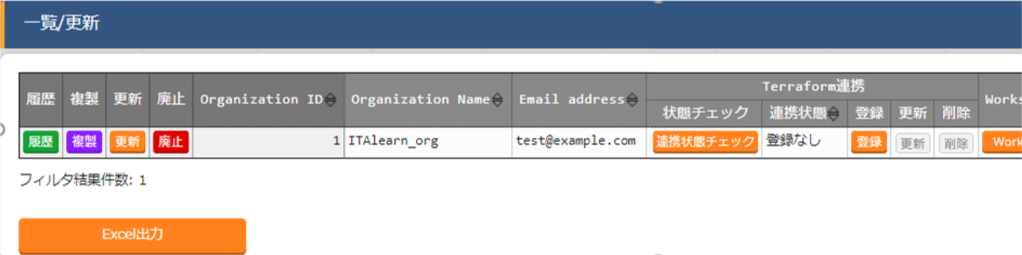 一覧/更新
Terraform連携
履歴 複製 更新 廃止 Organization ID Organization Name Email address 状態チェック 連携状態 登録 更新 削除 Works
履歴 複製 更新 廃止 1 ITAlearn_org test@example.com 連携状態チェック 登録なし 登録 更新 削除 Work
フィルタ結果件数: 1
Excel出力